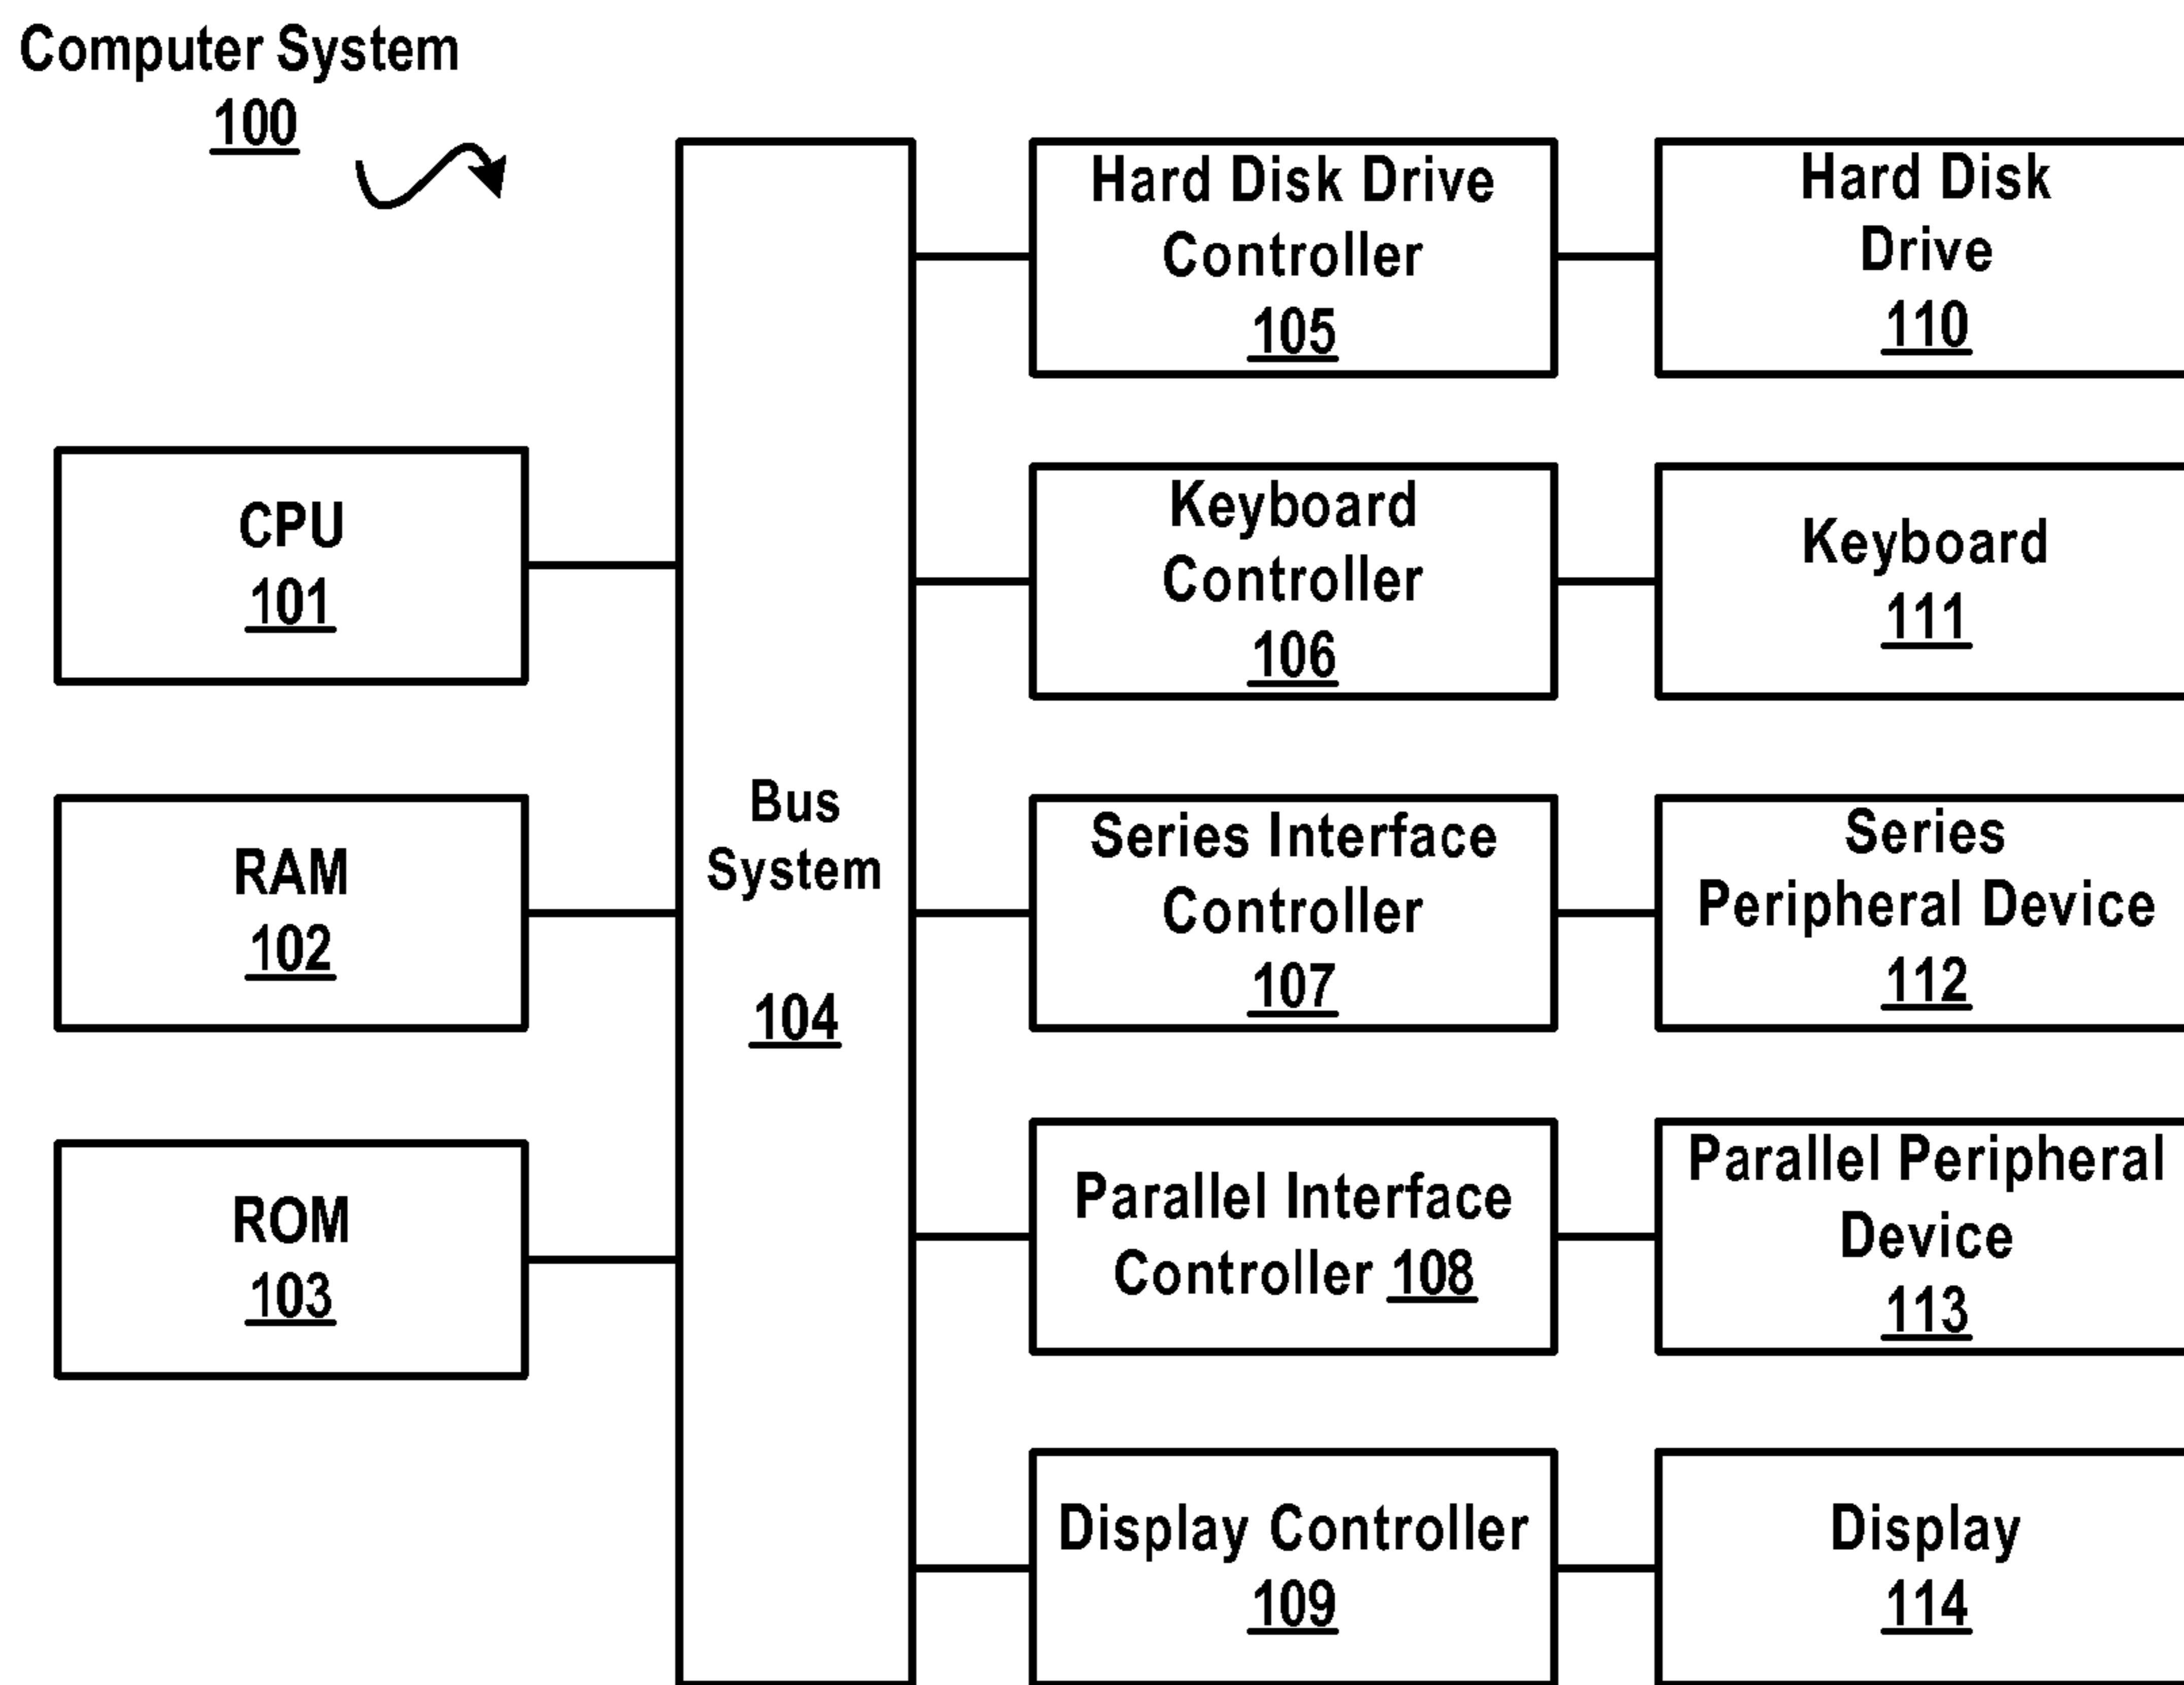 Computer System
100
CPU
101
RAM
102
ROM
103
Bus
System
104
Hard Disk Drive
Controller
105
Hard Disk
Drive
110
Keyboard
Controller
106
Keyboard
111
Series Interface
Controller
107
Series
Peripheral Device
112
Parallel Interface
Controller 108
Parallel Peripheral
Device
113
Display Controller
109
Display
114